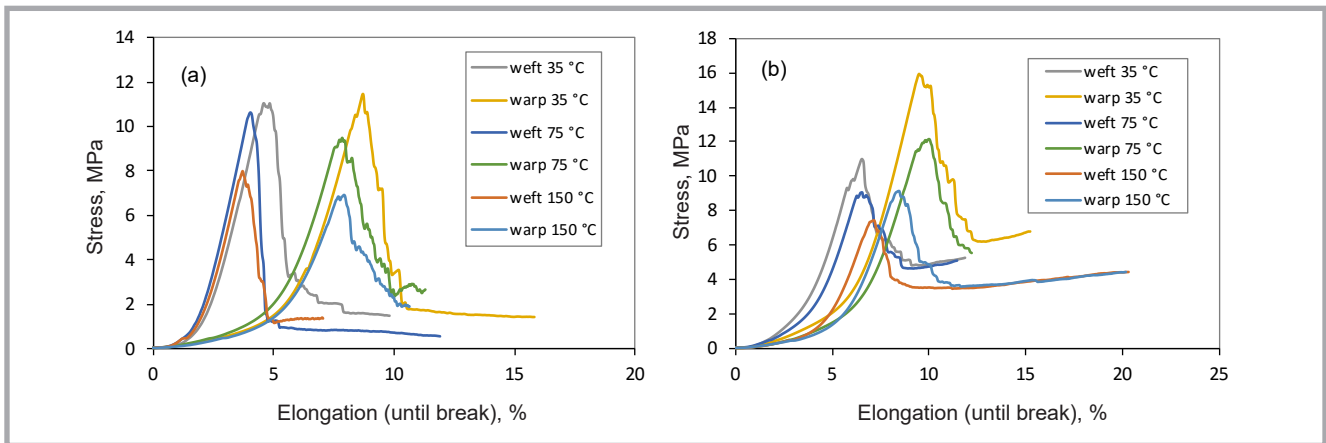 (a)
14
12
10
8
6
4
2
0
0 5 10 15 20
Stress, MPa
Elongation (until break), %
weft 35 °C
warp 35 °C
weft 75 °C
warp 75 °C
weft 150 °C
warp 150 °C
(b)
18
16
14
12
10
8
6
4
2
0
0 5 10 15 20 25
Stress, MPa
Elongation (until break), %
weft 35 °C
warp 35 °C
weft 75 °C
warp 75 °C
weft 150 °C
warp 150 °C